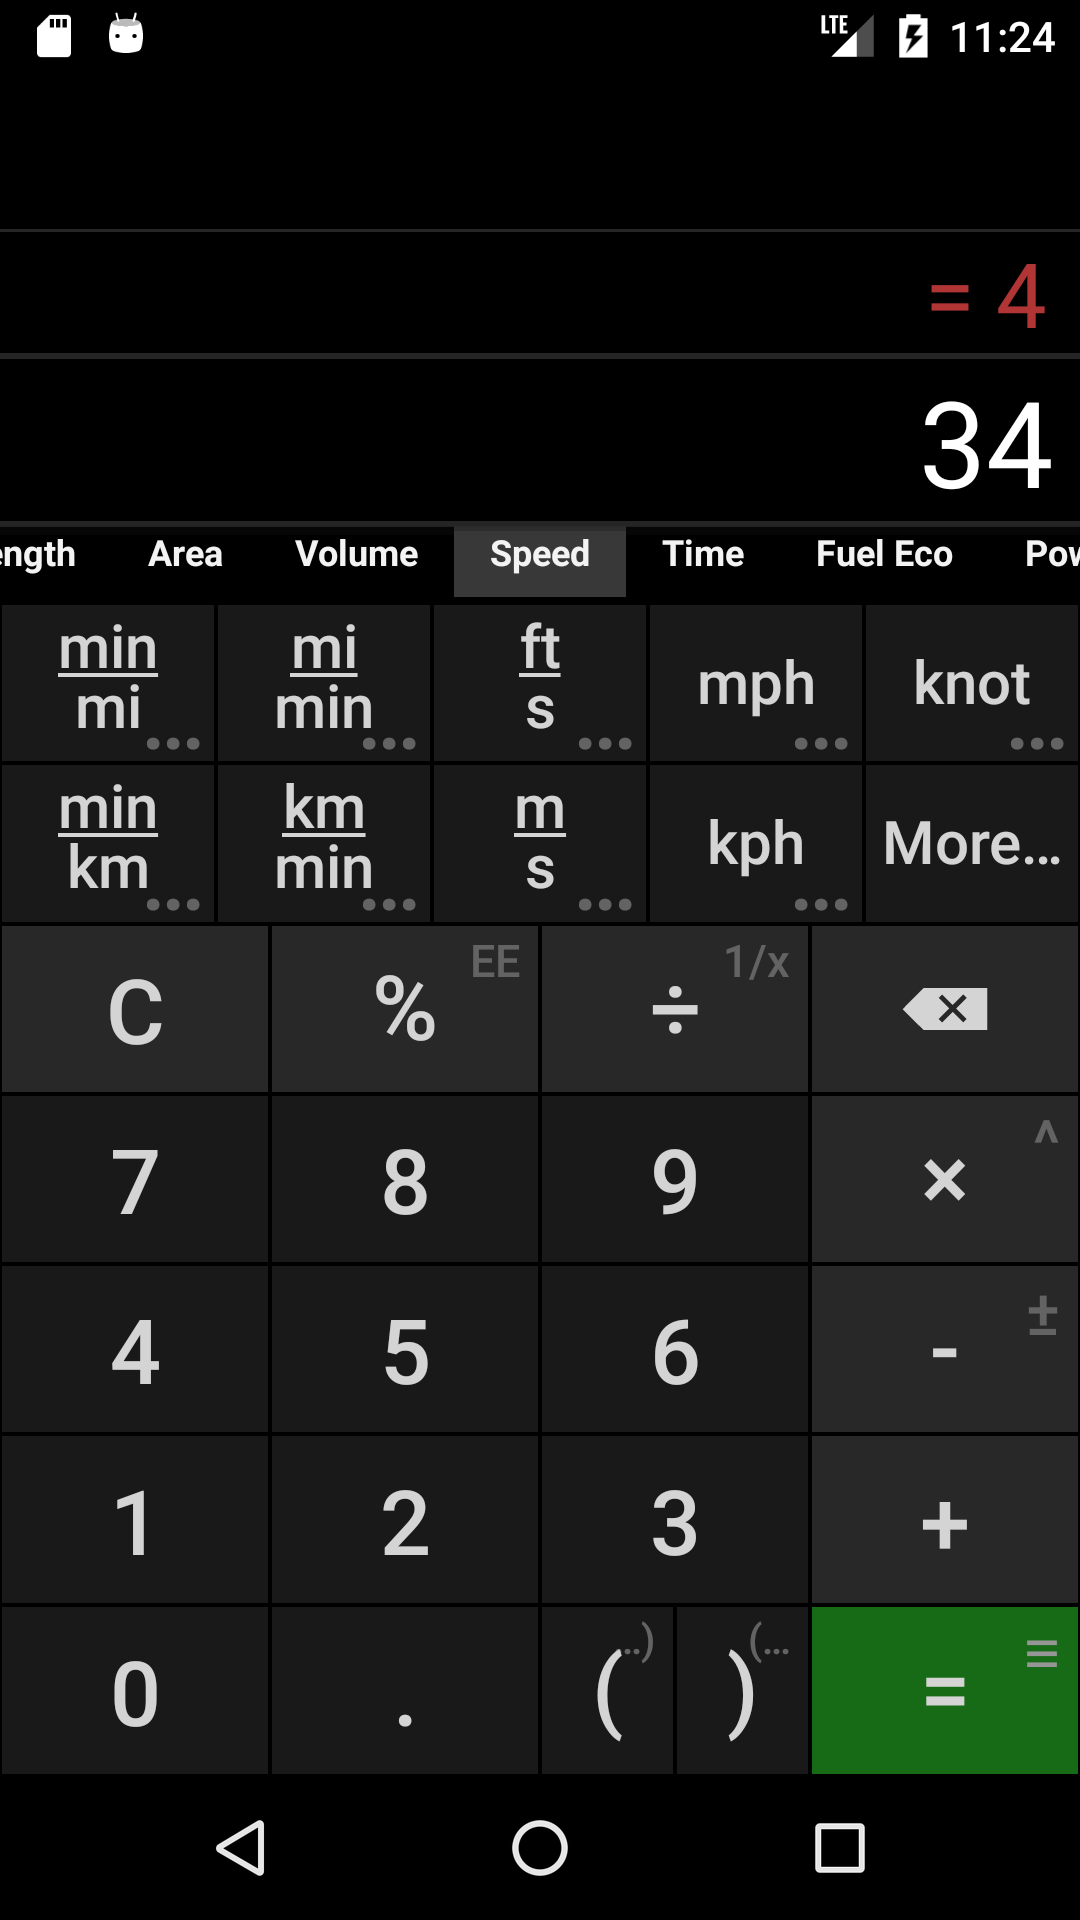 LTE 11:24
= 4
34
ength Area Volume Speed Time Fuel Eco Pow
min/mi mi/min ft/s mph knot
min/km km/min m/s kph More...
C % EE ÷ 1/x
7 8 9 × ^
4 5 6 - ±
1 2 3 +
0 . ( ..) ) (... =